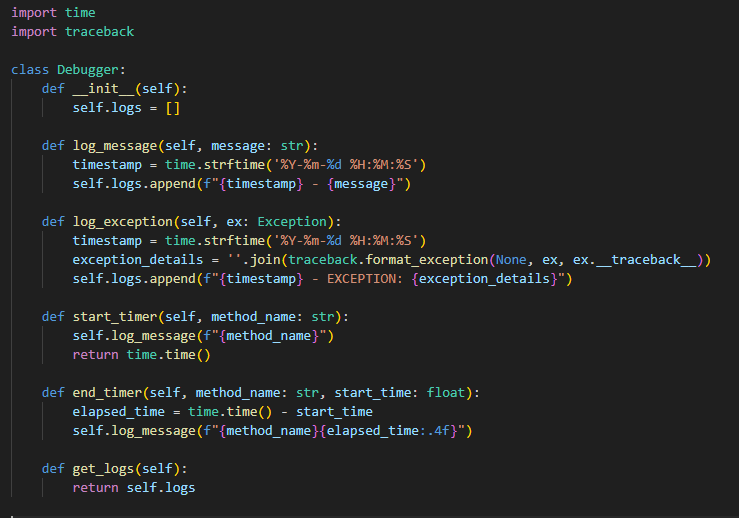 import time
import traceback

class Debugger:
    def __init__(self):
        self.logs = []

    def log_message(self, message: str):
        timestamp = time.strftime('%Y-%m-%d %H:%M:%S')
        self.logs.append(f"{timestamp} - {message}")

    def log_exception(self, ex: Exception):
        timestamp = time.strftime('%Y-%m-%d %H:%M:%S')
        exception_details = ''.join(traceback.format_exception(None, ex, ex.__traceback__))
        self.logs.append(f"{timestamp} - EXCEPTION: {exception_details}")

    def start_timer(self, method_name: str):
        self.log_message(f"{method_name}")
        return time.time()

    def end_timer(self, method_name: str, start_time: float):
        elapsed_time = time.time() - start_time
        self.log_message(f"{method_name}{elapsed_time:.4f}")

    def get_logs(self):
        return self.logs